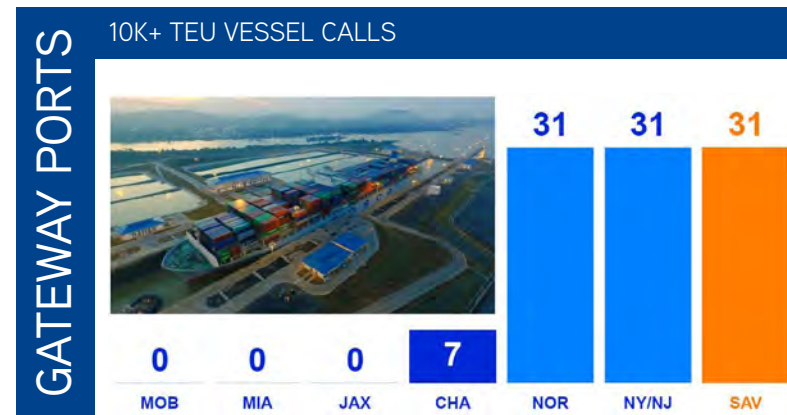 GATEWAY PORTS
10K+ TEU VESSEL CALLS
31 31 31
0 0 0 7
MOB MIA JAX CHA NOR NY/NJ SAV